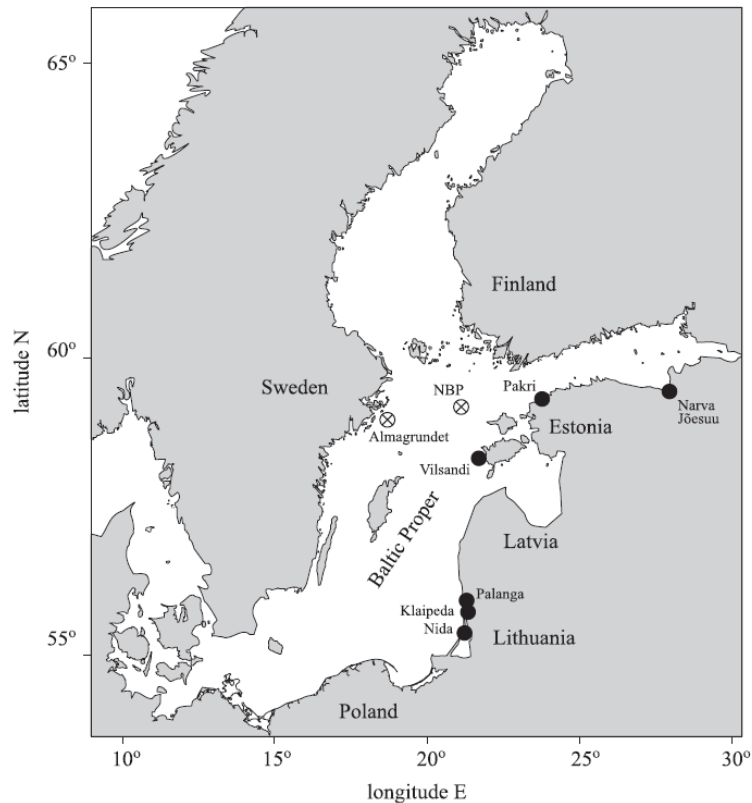 65°
Finland
60°
latitude N
Sweden
NBP
Pakri
Almagrundet
Estonia
Narva
Jõesuu
Vilsandi
Baltic Proper
Latvia
Palanga
Klaipeda
Nida
Lithuania
55°
Poland
10°
15°
20°
25°
30°
longitude E